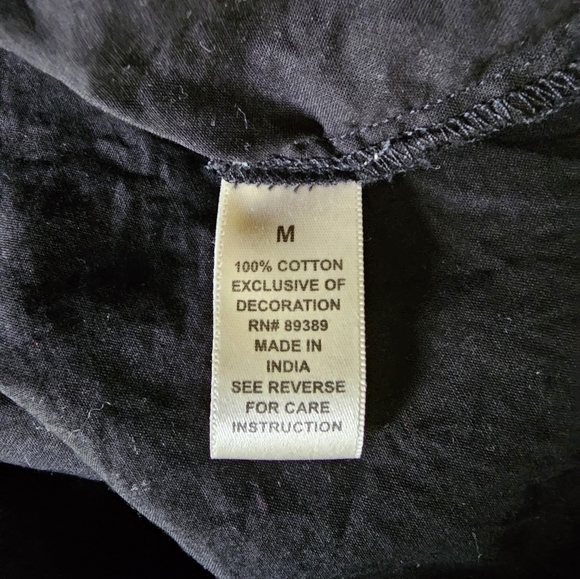 M
100% COTTON
EXCLUSIVE OF
DECORATION
RN# 89389
MADE IN
INDIA
SEE REVERSE
FOR CARE
INSTRUCTION